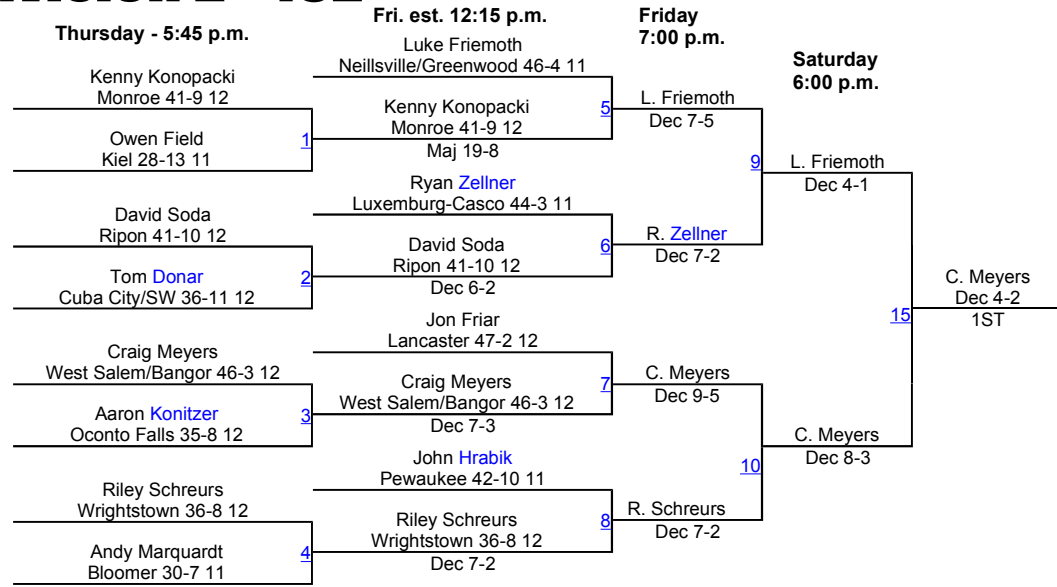 Thursday - 5:45 p.m.
Fri. est. 12:15 p.m.
Friday
7:00 p.m.
Saturday
6:00 p.m.
Kenny Konopacki
Monroe 41-9 12
Owen Field
Kiel 28-13 11
1
David Soda
Ripon 41-10 12
Tom Donar
Cuba City/SW 36-11 12
2
Craig Meyers
West Salem/Bangor 46-3 12
Aaron Konitzer
Oconto Falls 35-8 12
3
Riley Schreurs
Wrightstown 36-8 12
Andy Marquardt
Bloomer 30-7 11
4
Luke Friemoth
Neillsville/Greenwood 46-4 11
Kenny Konopacki
Monroe 41-9 12
Maj 19-8
5
Ryan Zellner
Luxemburg-Casco 44-3 11
David Soda
Ripon 41-10 12
Dec 6-2
6
Jon Friar
Lancaster 47-2 12
Craig Meyers
West Salem/Bangor 46-3 12
Dec 7-3
7
John Hrabik
Pewaukee 42-10 11
Riley Schreurs
Wrightstown 36-8 12
Dec 7-2
8
L. Friemoth
Dec 7-5
R. Zellner
Dec 7-2
9
C. Meyers
Dec 9-5
R. Schreurs
Dec 7-2
10
L. Friemoth
Dec 4-1
C. Meyers
Dec 8-3
15
C. Meyers
Dec 4-2
1ST